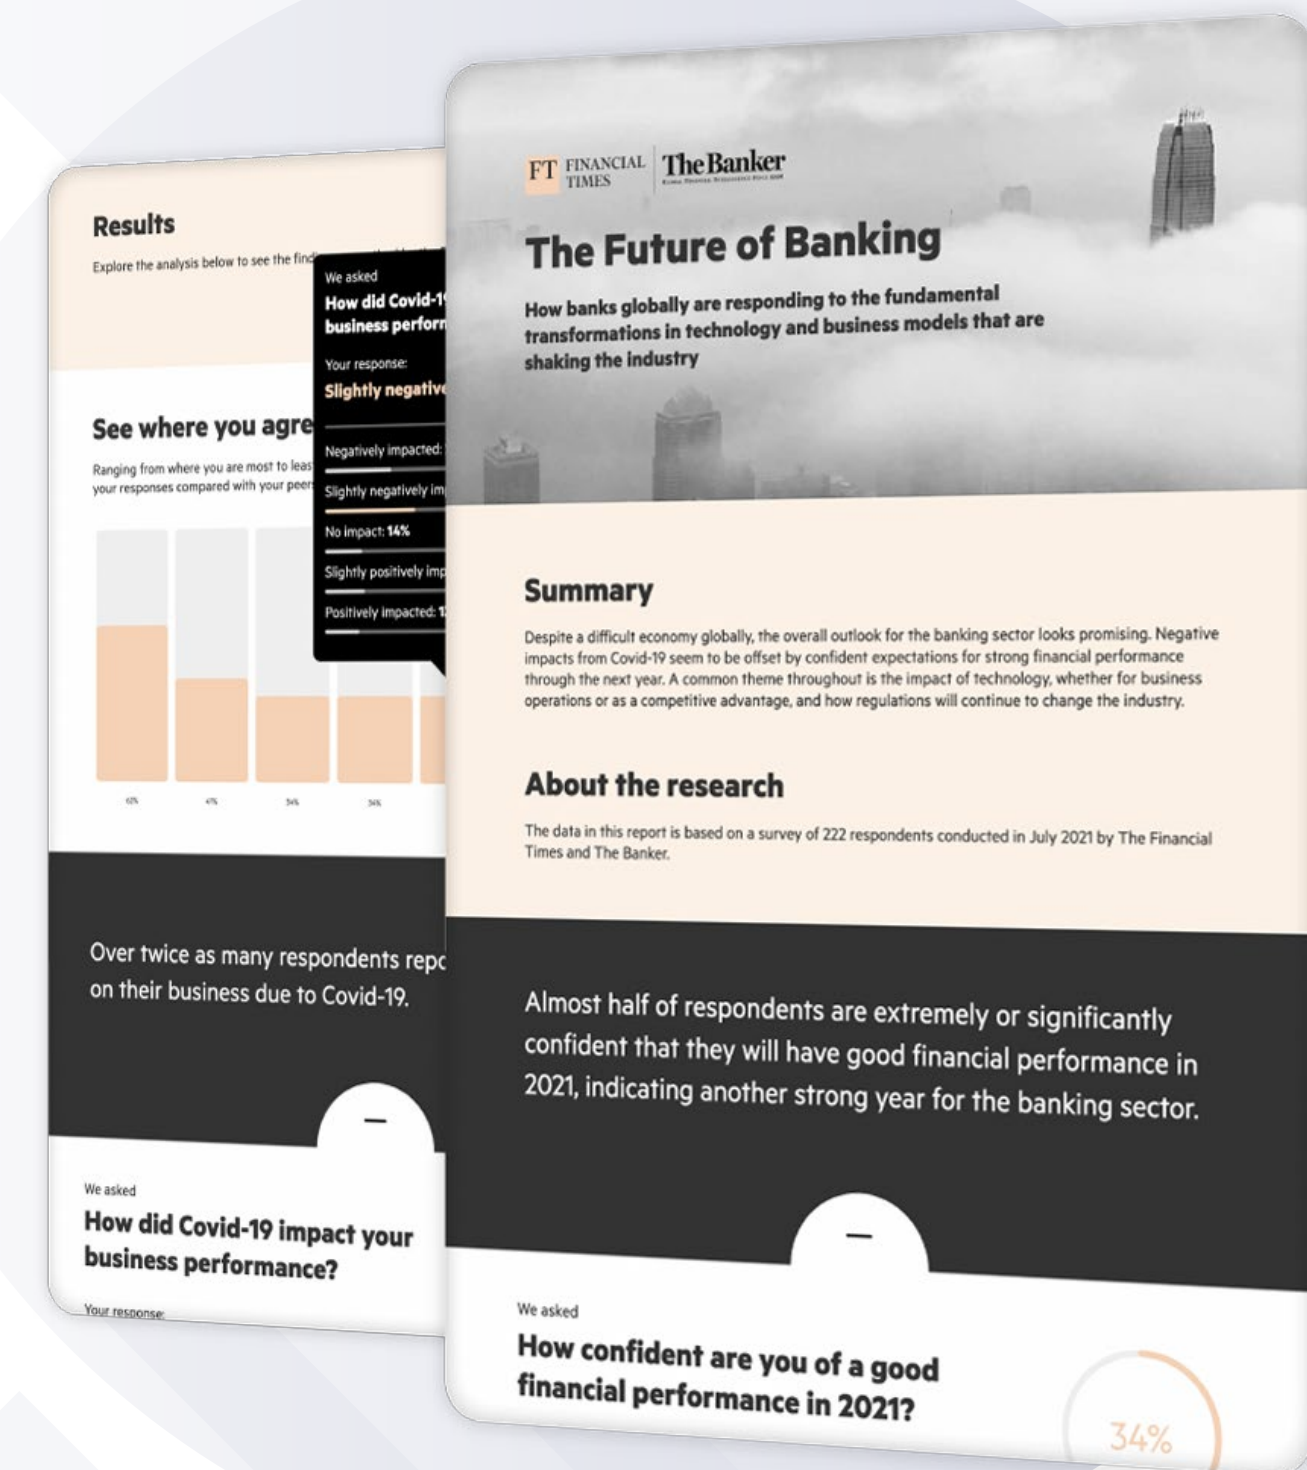 Results
Explore the analysis below to see the
We asked
How did Covid-19
business
Your response:
Slightly negative
See where you
Ranging from where you are most to
your responses compared with your
Negatively impacted:
Slightly negatively
No impact: 14%
Slightly positively
Positively impacted:
62%
41%
34%
34%
Over twice as many respondents
on their business due to Covid-19.
–
We asked
How did Covid-19 impact your
business performance?
Your response:
FT FINANCIAL
TIMES
The Banker
The Future of Banking
How banks globally are responding to the fundamental
transformations in technology and business models that are
shaking the industry
Summary
Despite a difficult economy globally, the overall outlook for the banking sector looks promising. Negative
impacts from Covid-19 seem to be offset by confident expectations for strong financial performance
through the next year. A common theme throughout is the impact of technology, whether for business
operations or as a competitive advantage, and how regulations will continue to change the industry.
About the research
The data in this report is based on a survey of 222 respondents conducted in July 2021 by The Financial
Times and The Banker.
Almost half of respondents are extremely or significantly
confident that they will have good financial performance in
2021, indicating another strong year for the banking sector.
–
We asked
How confident are you of a good
financial performance in 2021?
34%